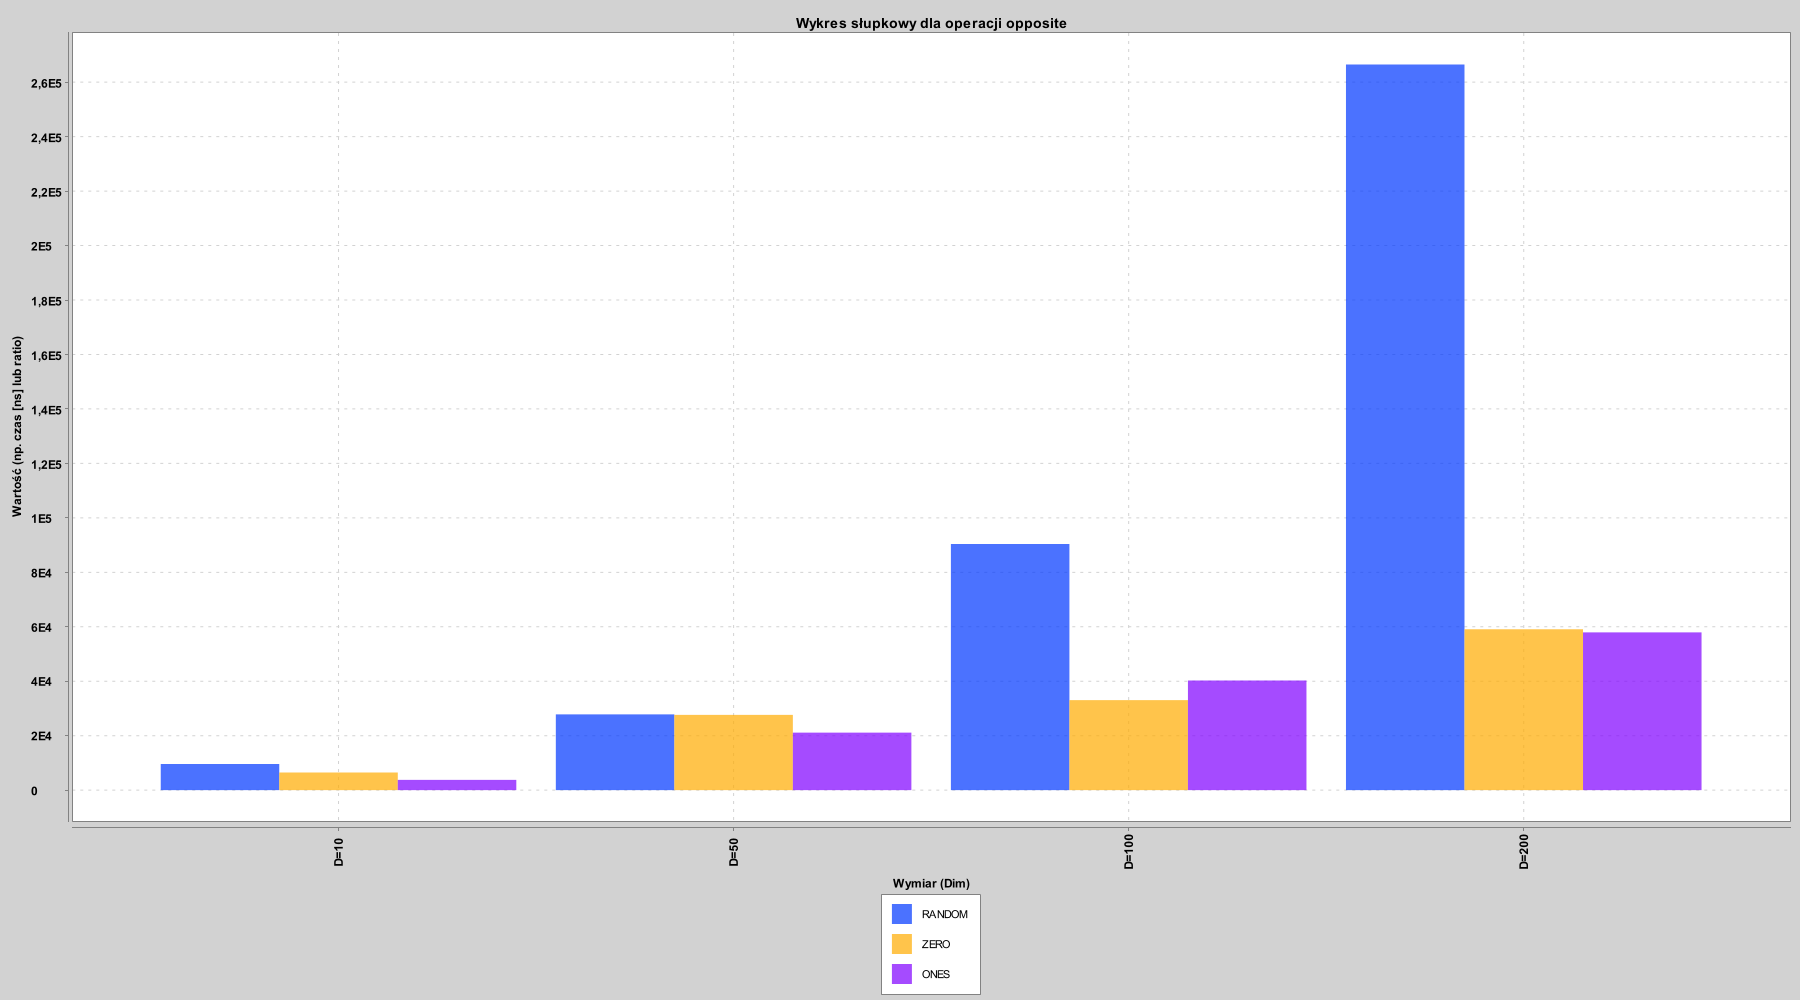 Wykres słupkowy dla operacji opposite
Wartość (np. czas [ns] lub ratio)
2,6E5
2,4E5
2,2E5
2E5
1,8E5
1,6E5
1,4E5
1,2E5
1E5
8E4
6E4
4E4
2E4
0
D=10
D=50
D=100
D=200
Wymiar (Dim)
RANDOM
ZERO
ONES